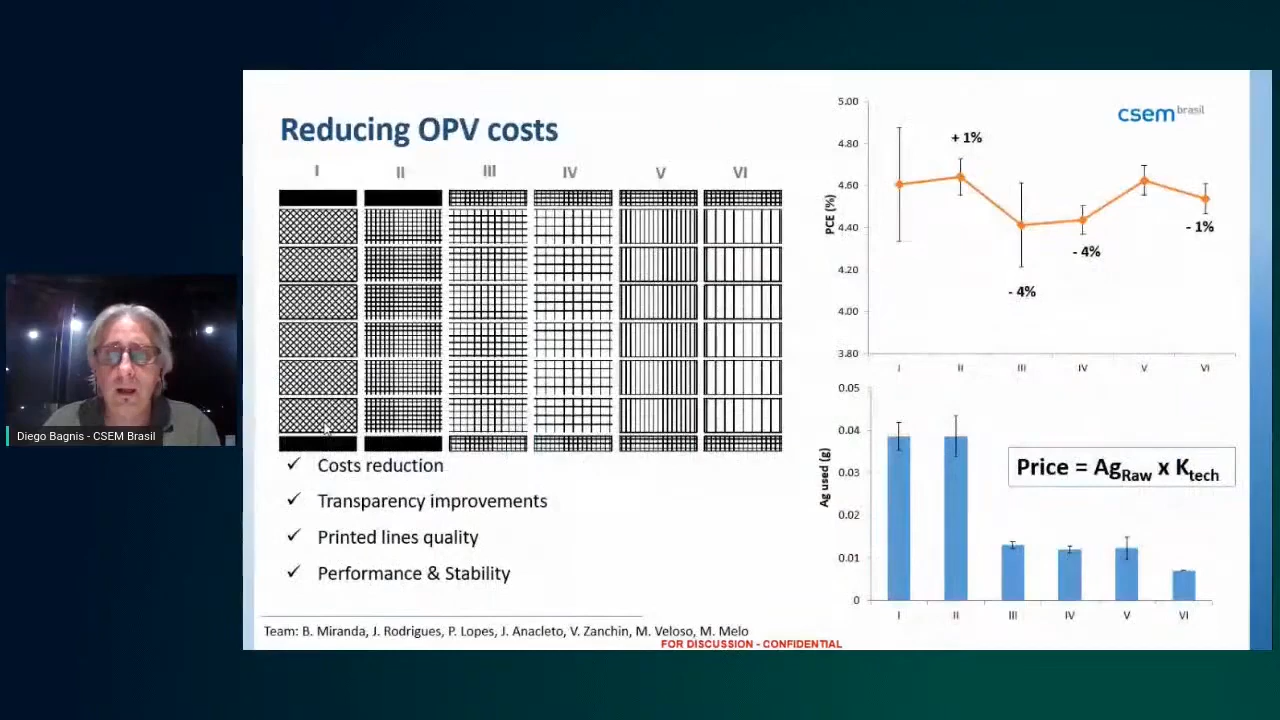 Reducing OPV costs
I II III IV V VI
✓ Costs reduction
✓ Transparency improvements
✓ Printed lines quality
✓ Performance & Stability
Team: B. Miranda, J. Rodrigues, P. Lopes, J. Anacleto, V. Zanchin, M. Veloso, M. Melo
FOR DISCUSSION - CONFIDENTIAL
csem brasil
PCE (%)
5.00
4.80
4.60
4.40
4.20
4.00
3.80
+ 1%
- 4%
- 4%
- 1%
I II III IV V VI
Ag used (g)
0.05
0.04
0.03
0.02
0.01
0
Price = AgRaw x Ktech
I II III IV V VI
Diego Bagnis - CSEM Brasil